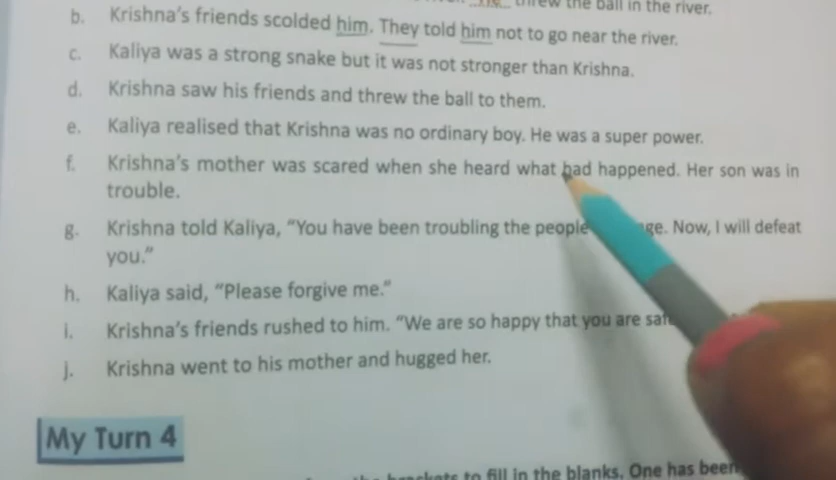 threw the ball in the river.
b. Krishna's friends scolded him. They told him not to go near the river.
c. Kaliya was a strong snake but it was not stronger than Krishna.
d. Krishna saw his friends and threw the ball to them.
e. Kaliya realised that Krishna was no ordinary boy. He was a super power.
f. Krishna's mother was scared when she heard what had happened. Her son was in
trouble.
g. Krishna told Kaliya, “You have been troubling the people Now, I will defeat
you.”
h. Kaliya said, “Please forgive me.”
i. Krishna's friends rushed to him. “We are so happy that you are
j. Krishna went to his mother and hugged her.
My Turn 4
brackets to fill in the blanks. One has been